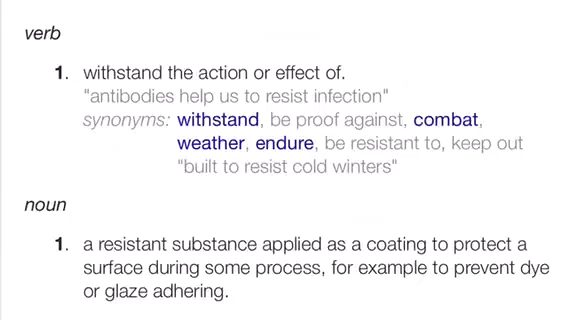 verb
1. withstand the action or effect of.
"antibodies help us to resist infection"
synonyms: withstand, be proof against, combat,
weather, endure, be resistant to, keep out
"built to resist cold winters"
noun
1. a resistant substance applied as a coating to protect a
surface during some process, for example to prevent dye
or glaze adhering.